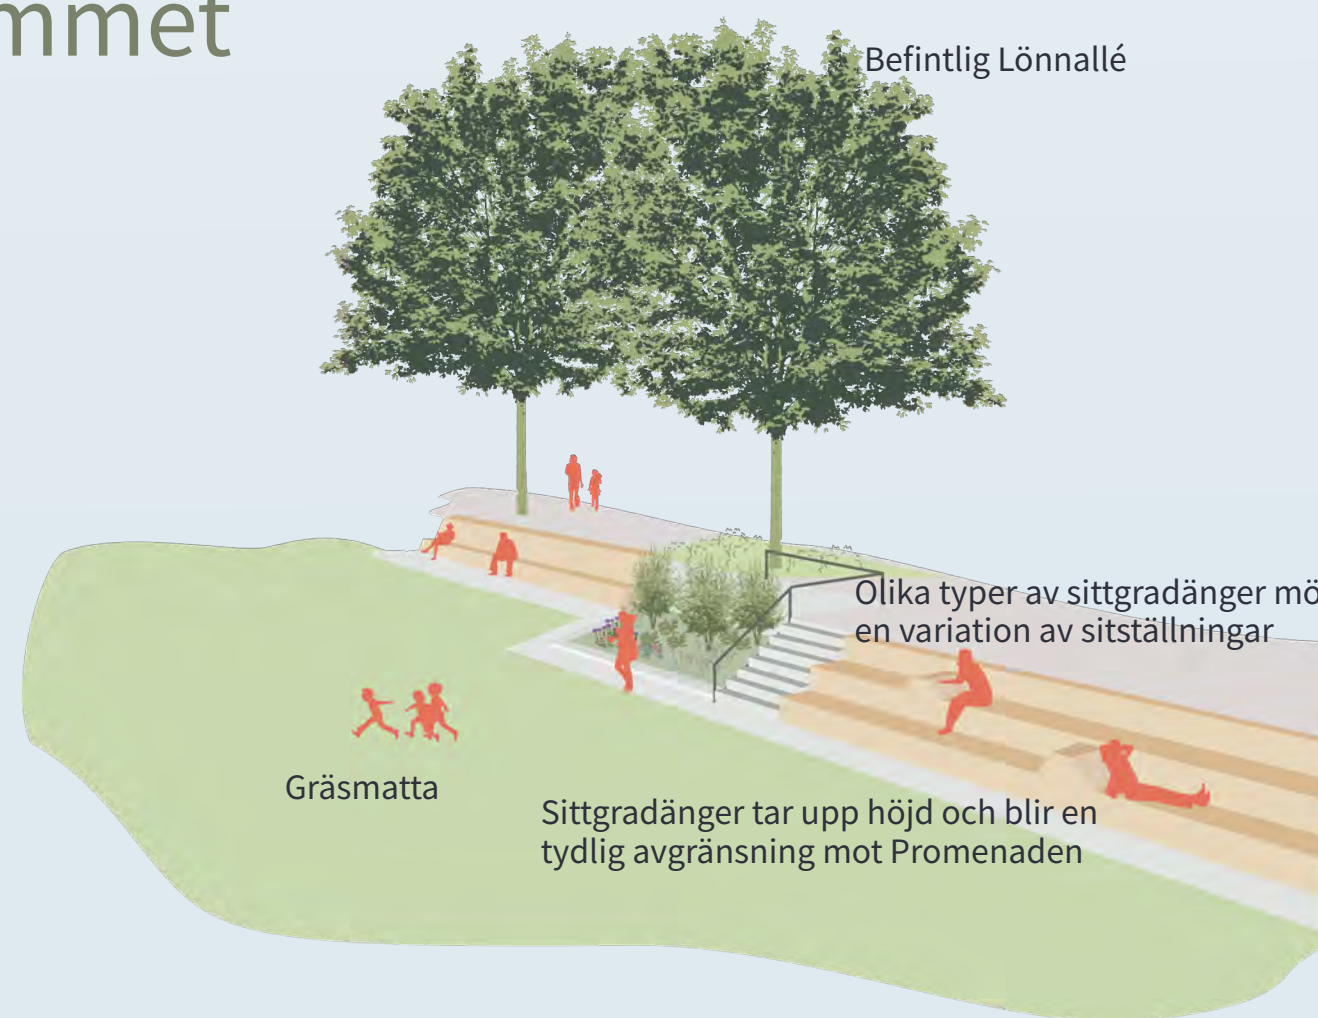 mmet
Befintlig Lönnallé
Olika typer av sittgradänger mö
en variation av sitställningar
Gräsmatta
Sittgradänger tar upp höjd och blir en
tydlig avgränsning mot Promenaden